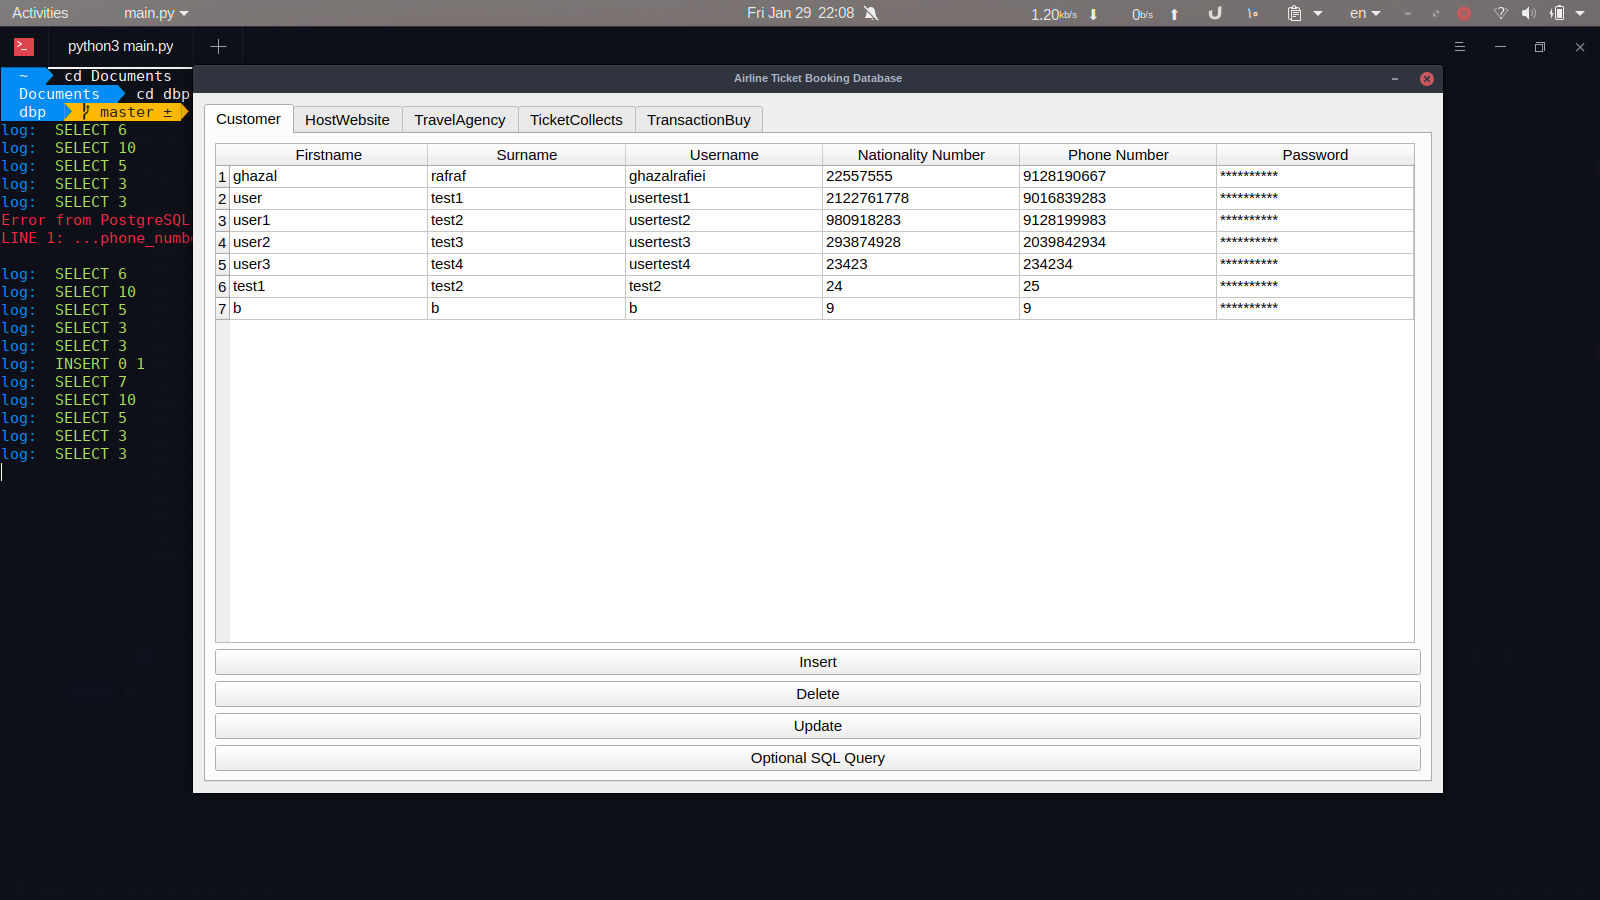 Activities main.py Fri Jan 29 22:08 1.20kb/s 0b/s ۱۰ en
python3 main.py
~ cd Documents
Documents cd dbp
dbp master ±
log: SELECT 6
log: SELECT 10
log: SELECT 5
log: SELECT 3
log: SELECT 3
Error from PostgreSQL
LINE 1: ...phone_numb
log: SELECT 6
log: SELECT 10
log: SELECT 5
log: SELECT 3
log: SELECT 3
log: INSERT 0 1
log: SELECT 7
log: SELECT 10
log: SELECT 5
log: SELECT 3
log: SELECT 3
Airline Ticket Booking Database
Customer HostWebsite TravelAgency TicketCollects TransactionBuy
Firstname Surname Username Nationality Number Phone Number Password
1 ghazal rafraf ghazalrafiei 22557555 9128190667 **********
2 user test1 usertest1 2122761778 9016839283 **********
3 user1 test2 usertest2 980918283 9128199983 **********
4 user2 test3 usertest3 293874928 2039842934 **********
5 user3 test4 usertest4 23423 234234 **********
6 test1 test2 test2 24 25 **********
7 b b b 9 9 **********
Insert
Delete
Update
Optional SQL Query